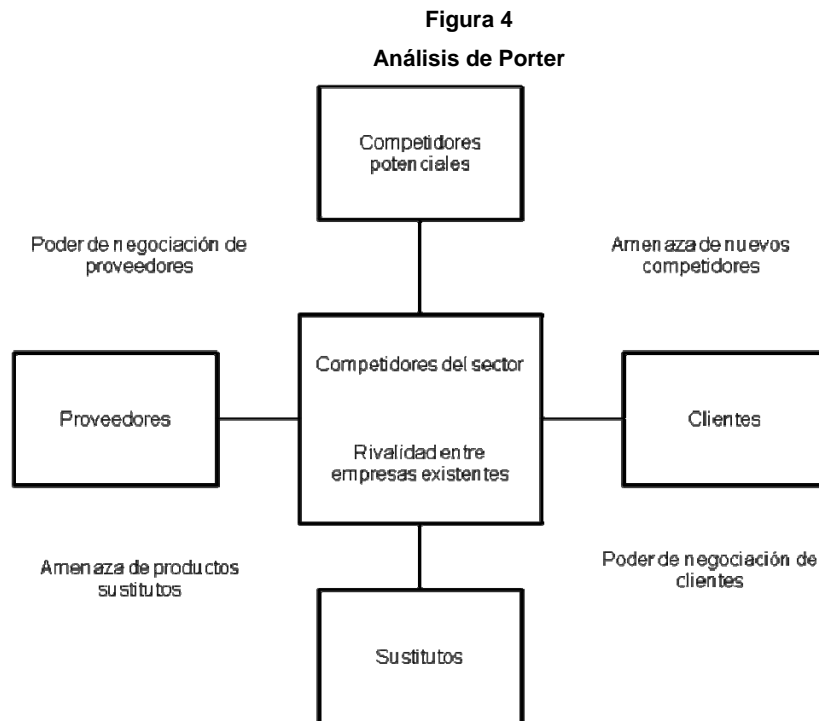 Figura 4
Análisis de Porter
Competidores
potenciales
Poder de negociación de
proveedores
Amenaza de nuevos
competidores
Proveedores
Competidores del sector
Rivalidad entre
empresas existentes
Clientes
Amenaza de productos
sustitutos
Poder de negociación de
clientes
Sustitutos